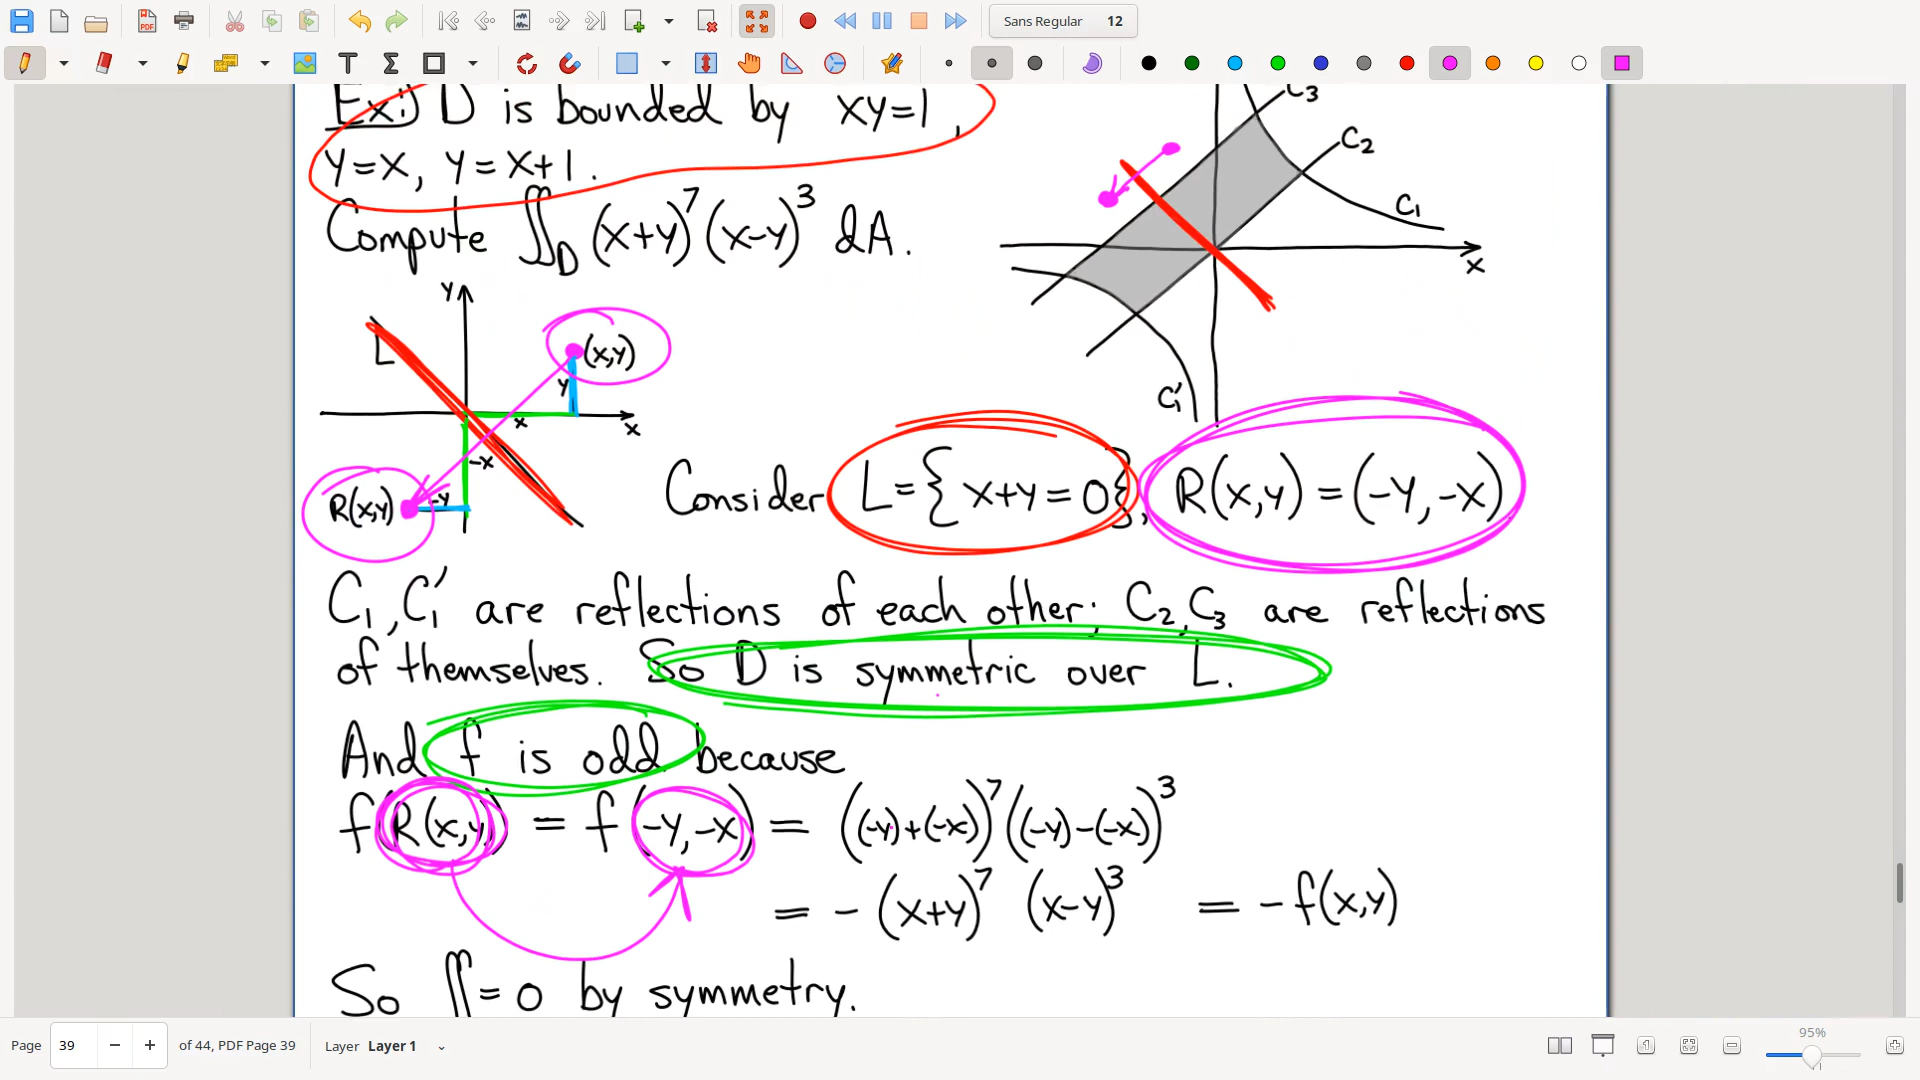 Sans Regular 12
Ex: D is bounded by xy=1,
y=x, y=x+1.
Compute ∬_D (x+y)^7 (x-y)^3 dA.
C3
C2
C1
x
C1'
y
L
(x,y)
y
x
x
-x
R(x,y)
-y
Consider L={x+y=0}, R(x,y)=(-y,-x)
C1, C1' are reflections of each other; C2, C3 are reflections
of themselves. So D is symmetric over L.
And f is odd because
f(R(x,y)) = f(-y,-x) = ((-y)+(-x))^7 ((-y)-(-x))^3
= -(x+y)^7 (x-y)^3 = -f(x,y)
So ∬=0 by symmetry.
Page 39 of 44, PDF Page 39 Layer Layer 1 95%